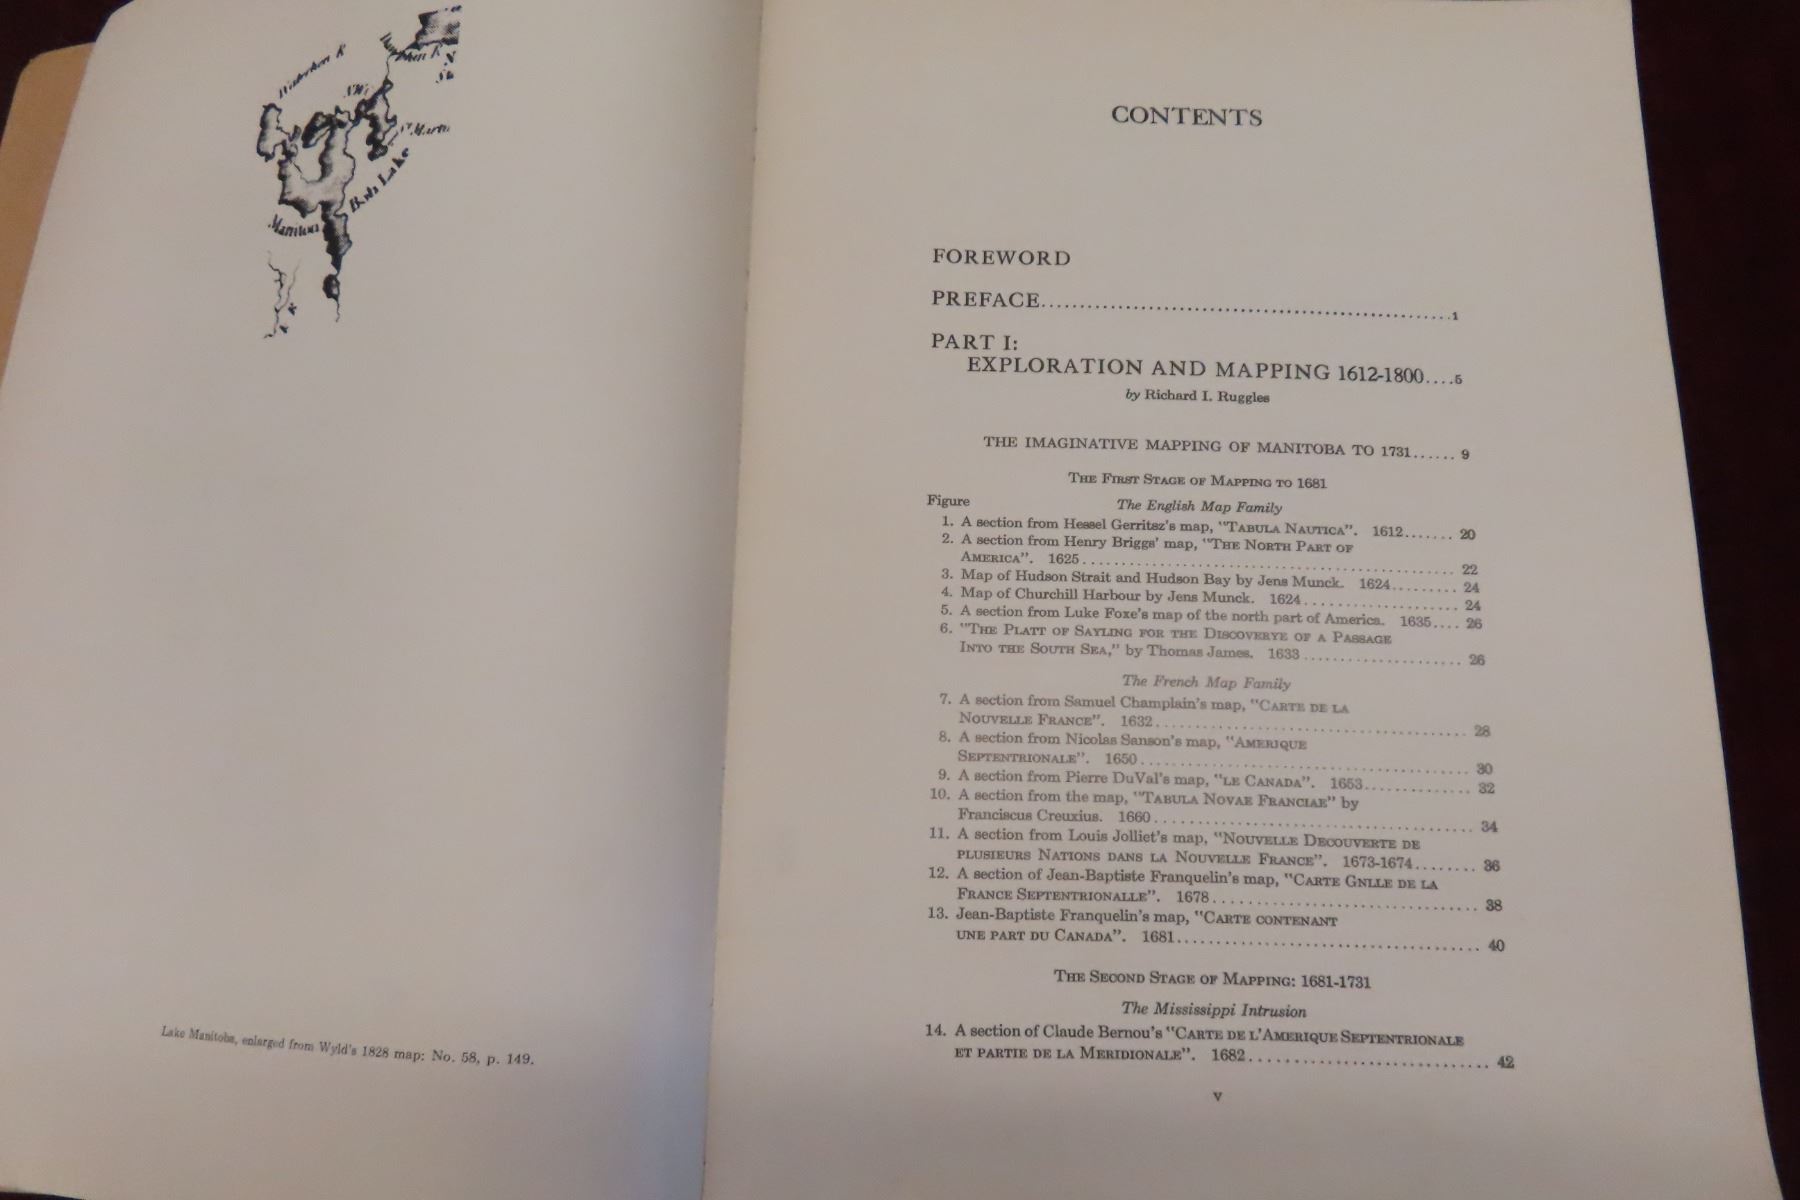 Waterhen R
St Martin
Bob Lake
Manitou
Lake Manitoba, enlarged from Wyld's 1828 map: No. 58, p. 149.
CONTENTS
FOREWORD
PREFACE..................................................1
PART I:
EXPLORATION AND MAPPING 1612-1800....5
by Richard I. Ruggles
THE IMAGINATIVE MAPPING OF MANITOBA TO 1731...... 9
THE FIRST STAGE OF MAPPING TO 1681
Figure The English Map Family
1. A section from Hessel Gerritsz's map, "TABULA NAUTICA". 1612....... 20
2. A section from Henry Briggs' map, "THE NORTH PART OF
AMERICA". 1625.............................................. 22
3. Map of Hudson Strait and Hudson Bay by Jens Munck. 1624......... 24
4. Map of Churchill Harbour by Jens Munck. 1624................... 24
5. A section from Luke Foxe's map of the north part of America. 1635.... 26
6. "THE PLATT OF SAYLING FOR THE DISCOVERYE OF A PASSAGE
INTO THE SOUTH SEA," by Thomas James. 1633.................... 26
The French Map Family
7. A section from Samuel Champlain's map, "CARTE DE LA
NOUVELLE FRANCE". 1632...................................... 28
8. A section from Nicolas Sanson's map, "AMERIQUE
SEPTENTRIONALE". 1650........................................ 30
9. A section from Pierre DuVal's map, "LE CANADA". 1653............. 32
10. A section from the map, "TABULA NOVAE FRANCIAE" by
Franciscus Creuxius. 1660...................................... 34
11. A section from Louis Jolliet's map, "NOUVELLE DECOUVERTE DE
PLUSIEURS NATIONS DANS LA NOUVELLE FRANCE". 1673-1674........ 36
12. A section of Jean-Baptiste Franquelin's map, "CARTE GNLLE DE LA
FRANCE SEPTENTRIONALLE". 1678................................ 38
13. Jean-Baptiste Franquelin's map, "CARTE CONTENANT
UNE PART DU CANADA". 1681.................................... 40
THE SECOND STAGE OF MAPPING: 1681-1731
The Mississippi Intrusion
14. A section of Claude Bernou's "CARTE DE L'AMERIQUE SEPTENTRIONALE
ET PARTIE DE LA MERIDIONALE". 1682............................ 42
v